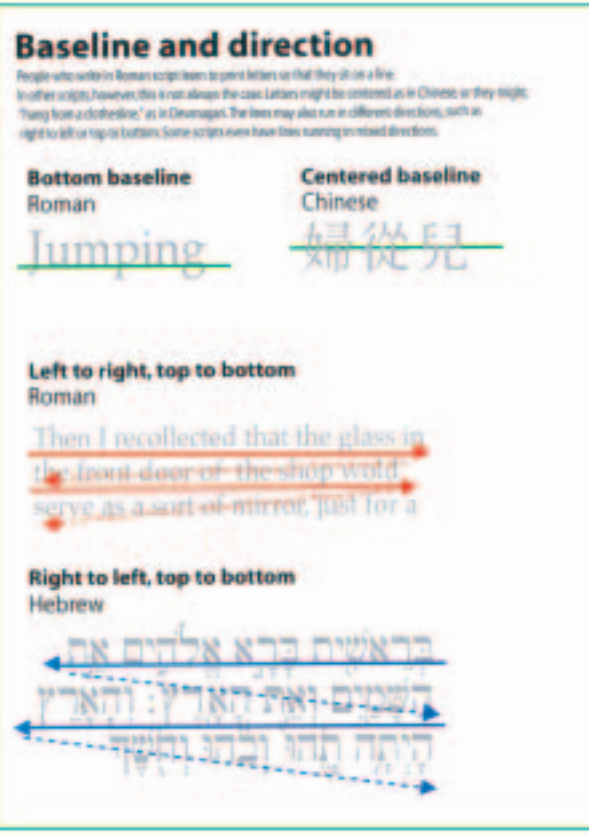 Baseline and direction
People who write in Roman script learn to print letters so that they sit on a line.
In other scripts, however, this is not always the case. Letters might be centered as in Chinese, or they might,
"hang from a clothesline," as in Devanagari. The lines may also run in different directions, such as
right to left or top to bottom. Some scripts even have lines running in mixed directions.
Bottom baseline
Roman
Jumping
Centered baseline
Chinese
婦從兒
Left to right, top to bottom
Roman
Then I recollected that the glass in
the front door of the shop wold
serve as a sort of mirror, just for a
Right to left, top to bottom
Hebrew
בְּרֵאשִׁית בָּרָא אֱלֹהִים אֵת
הַשָּׁמַיִם וְאֵת הָאָרֶץ: וְהָאָרֶץ
הָיְתָה תֹהוּ וָבֹהוּ וְחֹשֶׁךְ